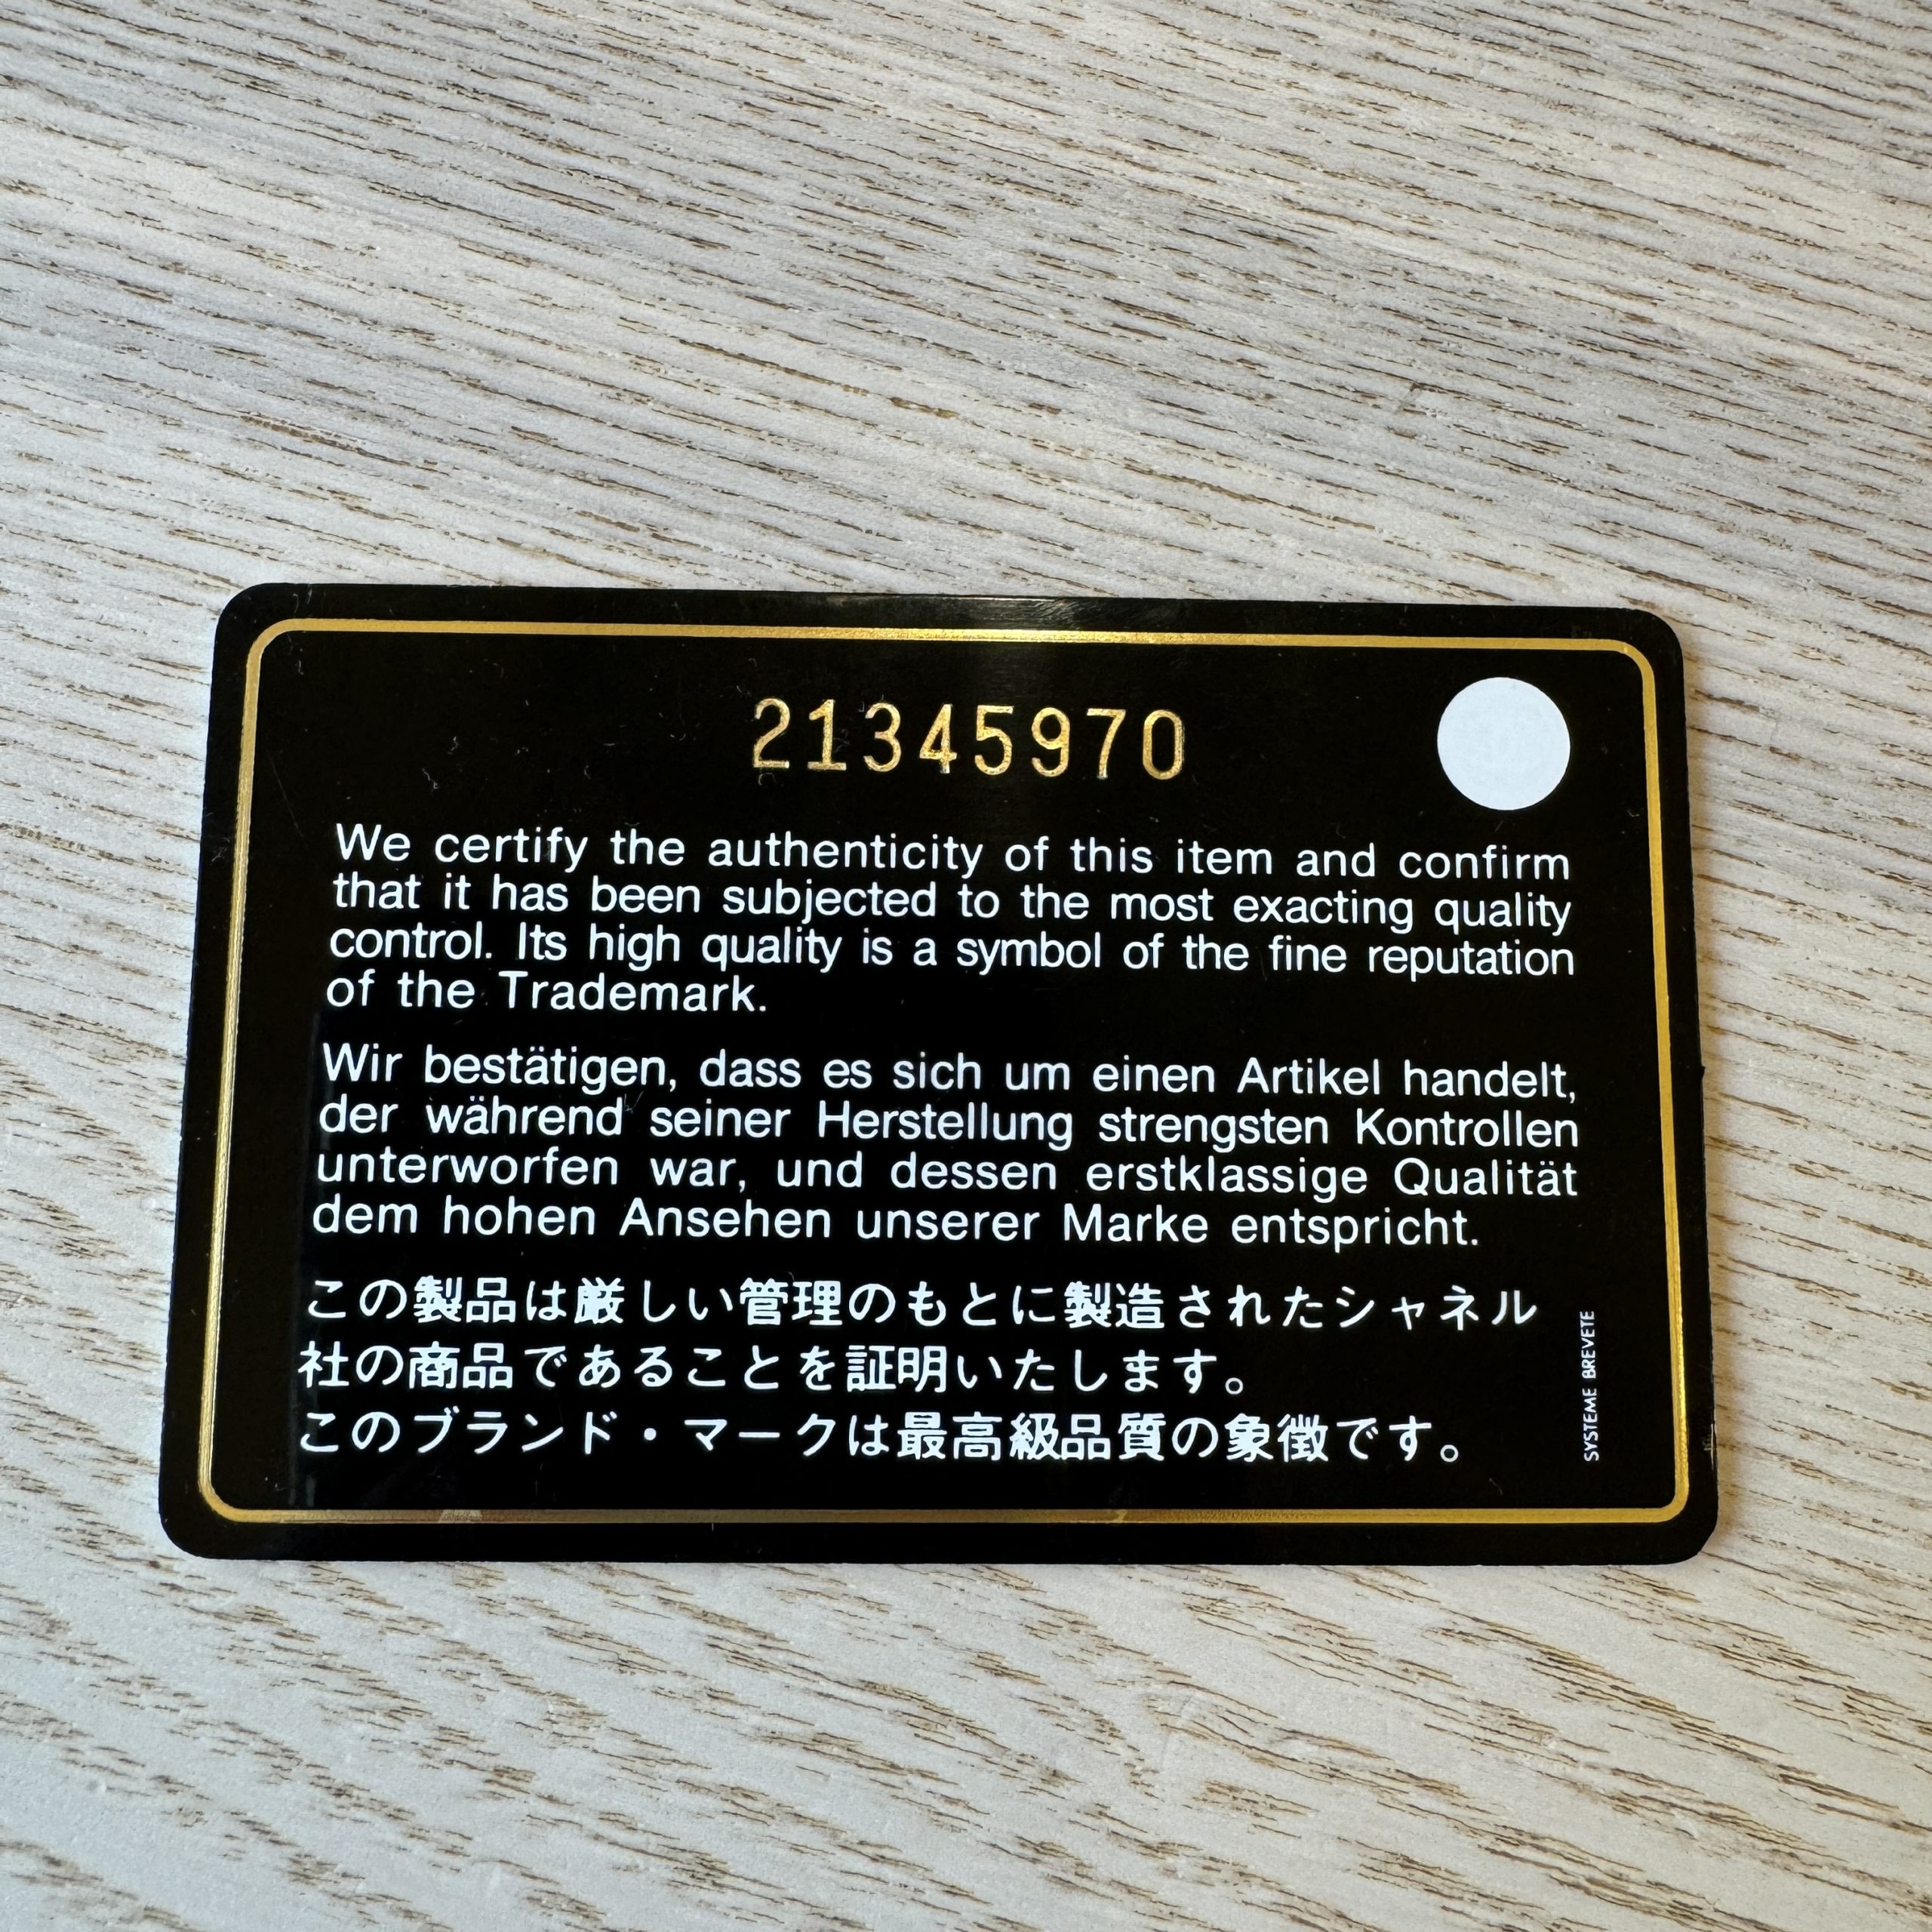 21345970
We certify the authenticity of this item and confirm
that it has been subjected to the most exacting quality
control. Its high quality is a symbol of the fine reputation
of the Trademark.
Wir bestätigen, dass es sich um einen Artikel handelt,
der während seiner Herstellung strengsten Kontrollen
unterworfen war, und dessen erstklassige Qualität
dem hohen Ansehen unserer Marke entspricht.
この製品は厳しい管理のもとに製造されたシャネル
社の商品であることを証明いたします。
このブランド・マークは最高級品質の象徴です。
SYSTEME BREVETE